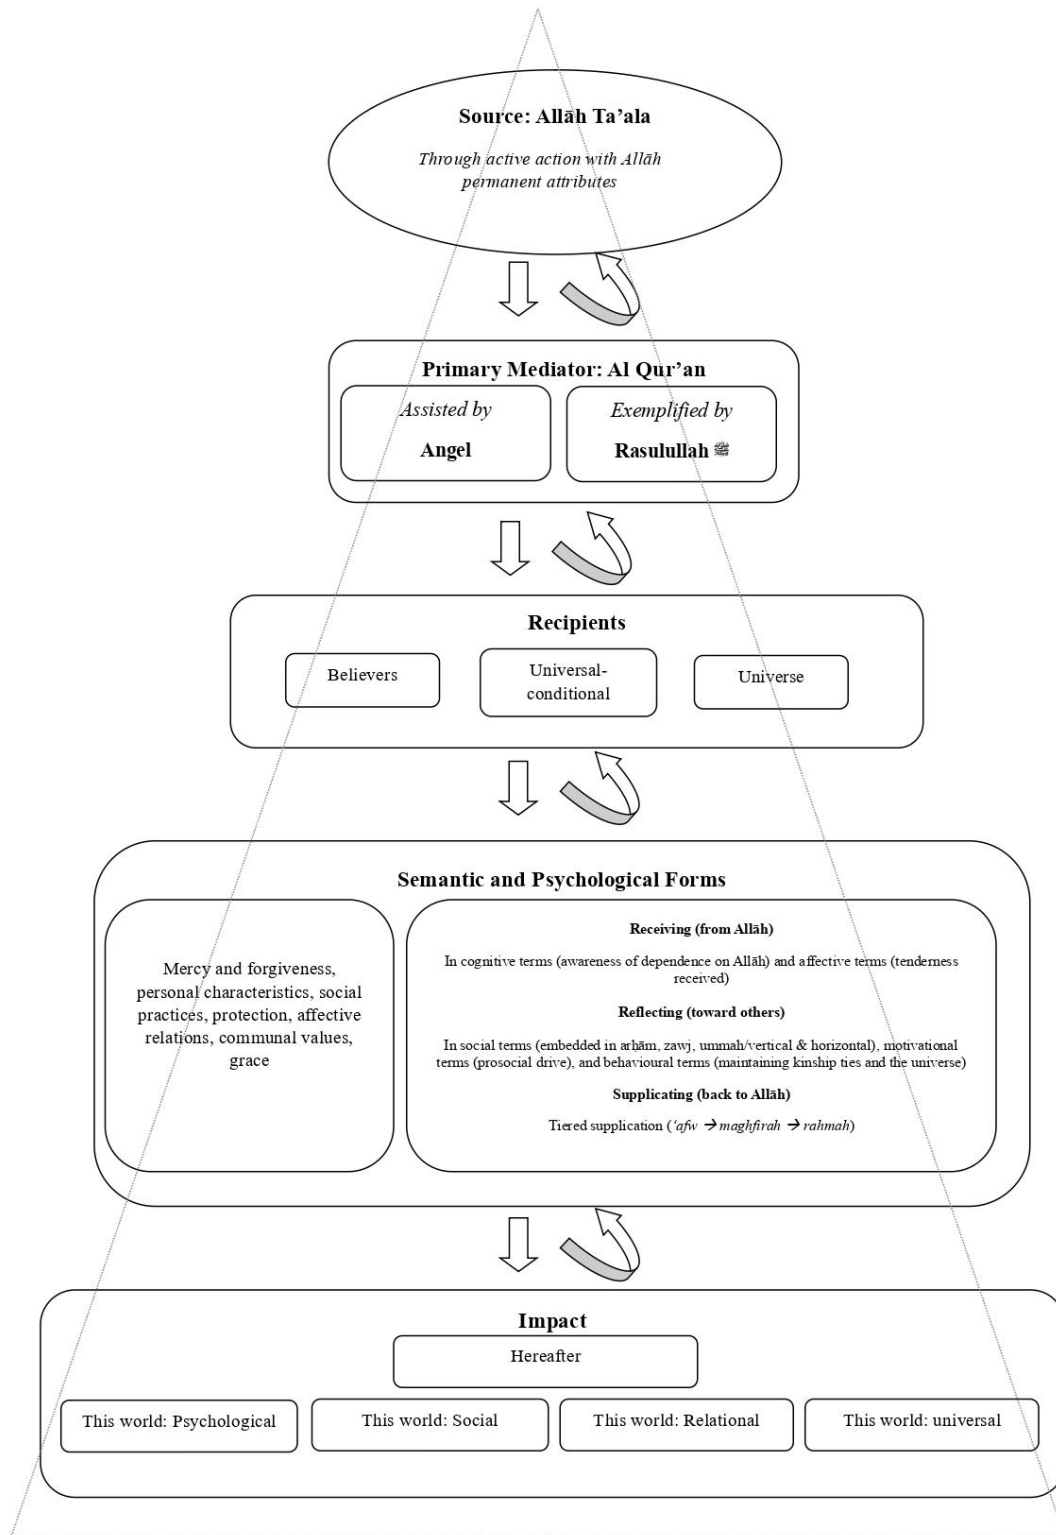 Source: Allāh Ta’ala
Through active action with Allāh
permanent attributes
Primary Mediator: Al Qur’an
Assisted by
Angel
Exemplified by
Rasulullah ﷺ
Recipients
Believers
Universal-
conditional
Universe
Semantic and Psychological Forms
Mercy and forgiveness,
personal characteristics, social
practices, protection, affective
relations, communal values,
grace
Receiving (from Allāh)
In cognitive terms (awareness of dependence on Allāh) and affective terms (tenderness
received)
Reflecting (toward others)
In social terms (embedded in arḥām, zawj, ummah/vertical & horizontal), motivational
terms (prosocial drive), and behavioural terms (maintaining kinship ties and the universe)
Supplicating (back to Allāh)
Tiered supplication (‘afw → maghfirah → rahmah)
Impact
Hereafter
This world: Psychological
This world: Social
This world: Relational
This world: universal